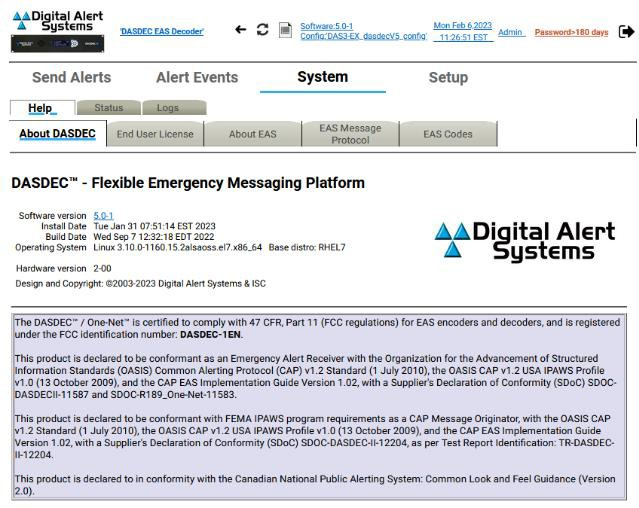 Digital Alert
Systems
'DASDEC EAS Decoder'
Software:5.0-1
Config:'DAS3-EX_dasdecV5_config'
Mon Feb 6,2023
11:26:51 EST
Admin
Password>180 days
Send Alerts
Alert Events
System
Setup
Help
Status
Logs
About DASDEC
End User License
About EAS
EAS Message
Protocol
EAS Codes
DASDEC™ - Flexible Emergency Messaging Platform
Software version 5.0-1
Install Date Tue Jan 31 07:51:14 EST 2023
Build Date Wed Sep 7 12:32:18 EDT 2022
Operating System Linux 3.10.0-1160.15.2alsaoss.el7.x86_64 Base distro: RHEL7
Hardware version 2-00
Design and Copyright: ©2003-2023 Digital Alert Systems & ISC
Digital Alert
Systems
The DASDEC™ / One-Net™ is certified to comply with 47 CFR, Part 11 (FCC regulations) for EAS encoders and decoders, and is registered
under the FCC identification number: DASDEC-1EN.
This product is declared to be conformant as an Emergency Alert Receiver with the Organization for the Advancement of Structured
Information Standards (OASIS) Common Alerting Protocol (CAP) v1.2 Standard (1 July 2010), the OASIS CAP v1.2 USA IPAWS Profile
v1.0 (13 October 2009), and the CAP EAS Implementation Guide Version 1.02, with a Supplier's Declaration of Conformity (SDoC) SDOC-
DASDECII-11587 and SDOC-R189_One-Net-11583.
This product is declared to be conformant with FEMA IPAWS program requirements as a CAP Message Originator, with the OASIS CAP
v1.2 Standard (1 July 2010), the OASIS CAP v1.2 USA IPAWS Profile v1.0 (13 October 2009), and the CAP EAS Implementation Guide
Version 1.02, with a Supplier's Declaration of Conformity (SDoC) SDOC-DASDEC-II-12204, as per Test Report Identification: TR-DASDEC-
II-12204.
This product is declared to in conformity with the Canadian National Public Alerting System: Common Look and Feel Guidance (Version
2.0).